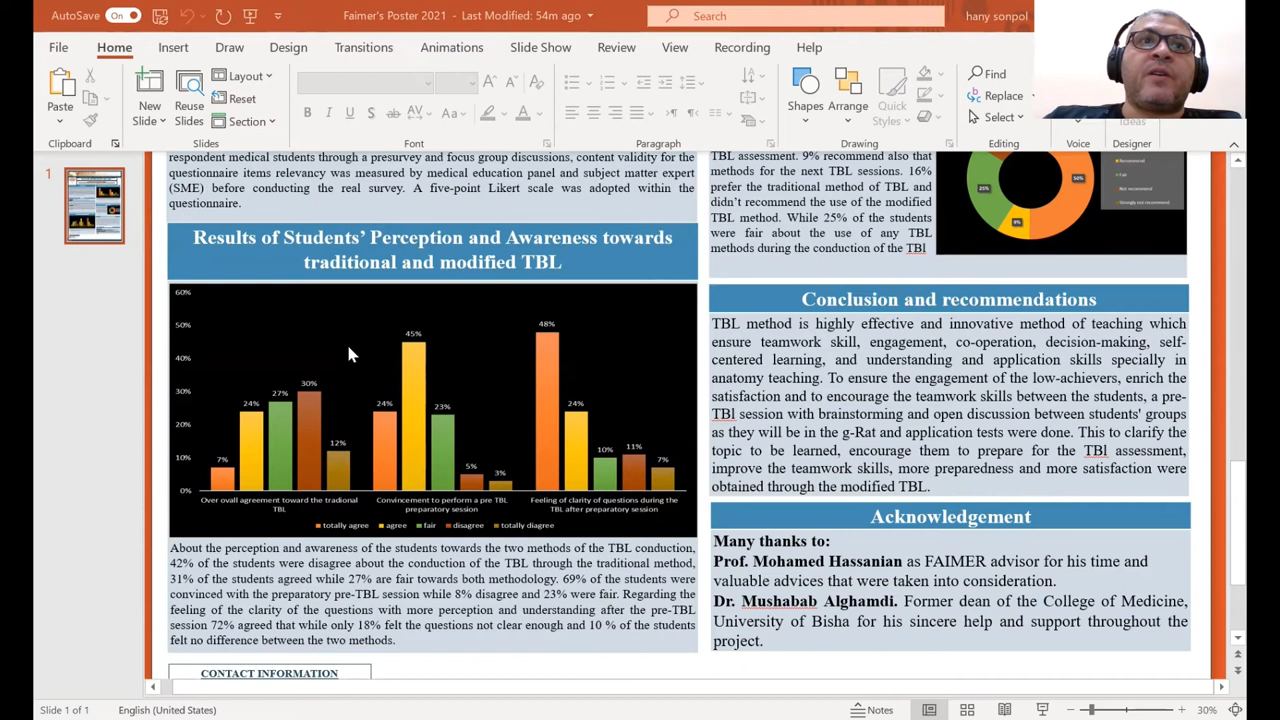 AutoSave On Faimer's Poster 2021 - Last Modified: 54m ago Search hany sonpol
File Home Insert Draw Design Transitions Animations Slide Show Review View Recording Help
Paste New Slide Reuse Slides Layout Reset Section Shapes Arrange Quick Styles Find Replace Select Ideas
Clipboard Slides Font Paragraph Drawing Editing Voice Designer
1
respondent medical students through a presurvey and focus group discussions, content validity for the
questionnaire items relevancy was measured by medical education panel and subject matter expert
(SME) before conducting the real survey. A five-point Likert scale was adopted within the
questionnaire.
Results of Students' Perception and Awareness towards
traditional and modified TBL
60%
50%
40%
30%
20%
10%
0%
7% 24% 27% 30% 12%
24% 45% 23% 5% 3%
48% 24% 10% 11% 7%
Over ovall agreement toward the tradional
TBL
Convincement to perform a pre TBL
preparatory session
Feeling of clarity of questions during the
TBL after preparatory session
totally agree agree fair disagree totally diagree
About the perception and awareness of the students towards the two methods of the TBL conduction,
42% of the students were disagree about the conduction of the TBL through the traditional method,
31% of the students agreed while 27% are fair towards both methodology. 69% of the students were
convinced with the preparatory pre-TBL session while 8% disagree and 23% were fair. Regarding the
feeling of the clarity of the questions with more perception and understanding after the pre-TBL
session 72% agreed that while only 18% felt the questions not clear enough and 10 % of the students
felt no difference between the two methods.
CONTACT INFORMATION
TBL assessment. 9% recommend also that
methods for the next TBL sessions. 16%
prefer the traditional method of TBL and
didn't recommend the use of the modified
TBL method. While 25% of the students
were fair about the use of any TBL
methods during the conduction of the TBl
25% 50% 9%
Recommend
Fair
Not recommend
Strongly not recommend
Conclusion and recommendations
TBL method is highly effective and innovative method of teaching which
ensure teamwork skill, engagement, co-operation, decision-making, self-
centered learning, and understanding and application skills specially in
anatomy teaching. To ensure the engagement of the low-achievers, enrich the
satisfaction and to encourage the teamwork skills between the students, a pre-
TBl session with brainstorming and open discussion between students' groups
as they will be in the g-Rat and application tests were done. This to clarify the
topic to be learned, encourage them to prepare for the TBl assessment,
improve the teamwork skills, more preparedness and more satisfaction were
obtained through the modified TBL.
Acknowledgement
Many thanks to:
Prof. Mohamed Hassanian as FAIMER advisor for his time and
valuable advices that were taken into consideration.
Dr. Mushabab Alghamdi. Former dean of the College of Medicine,
University of Bisha for his sincere help and support throughout the
project.
Slide 1 of 1 English (United States) Notes 30%